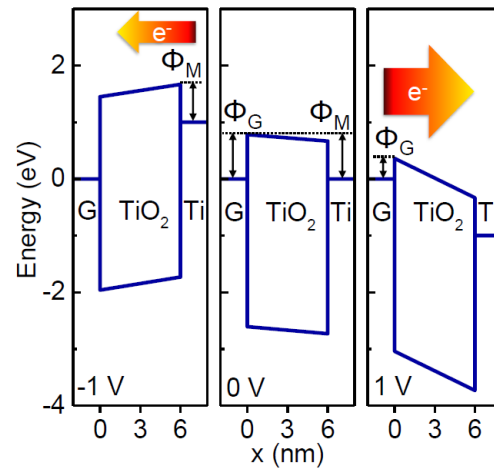 e⁻
Φ_M
2
Φ_G Φ_M
e⁻
Φ_G
Energy (eV)
0
G TiO₂ Ti
G TiO₂ Ti
G TiO₂ T
-2
-4
-1 V
0 V
1 V
0 3 6
0 3 6
0 3 6
x (nm)